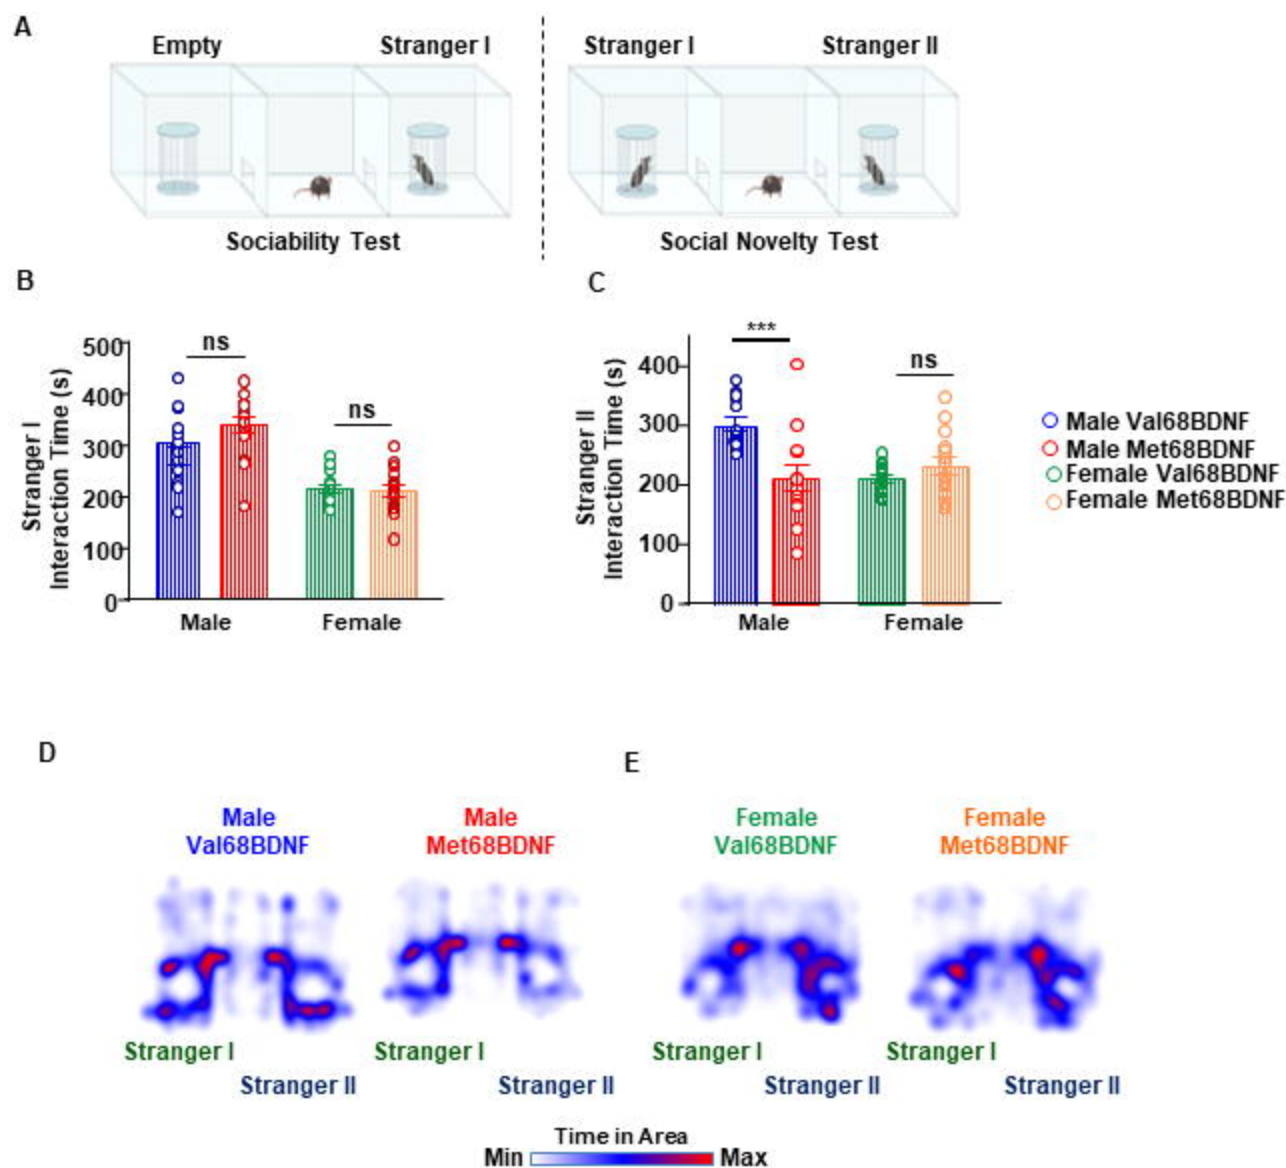 A
Empty
Stranger I
Stranger I
Stranger II
Sociability Test
Social Novelty Test
B
Stranger I
Interaction Time (s)
500
400
300
200
100
0
ns
ns
Male
Female
C
Stranger II
Interaction Time (s)
400
300
200
100
0
***
ns
Male
Female
Male Val68BDNF
Male Met68BDNF
Female Val68BDNF
Female Met68BDNF
D
Male
Val68BDNF
Male
Met68BDNF
Stranger I
Stranger II
Stranger I
Stranger II
E
Female
Val68BDNF
Female
Met68BDNF
Stranger I
Stranger II
Stranger I
Stranger II
Time in Area
Min
Max